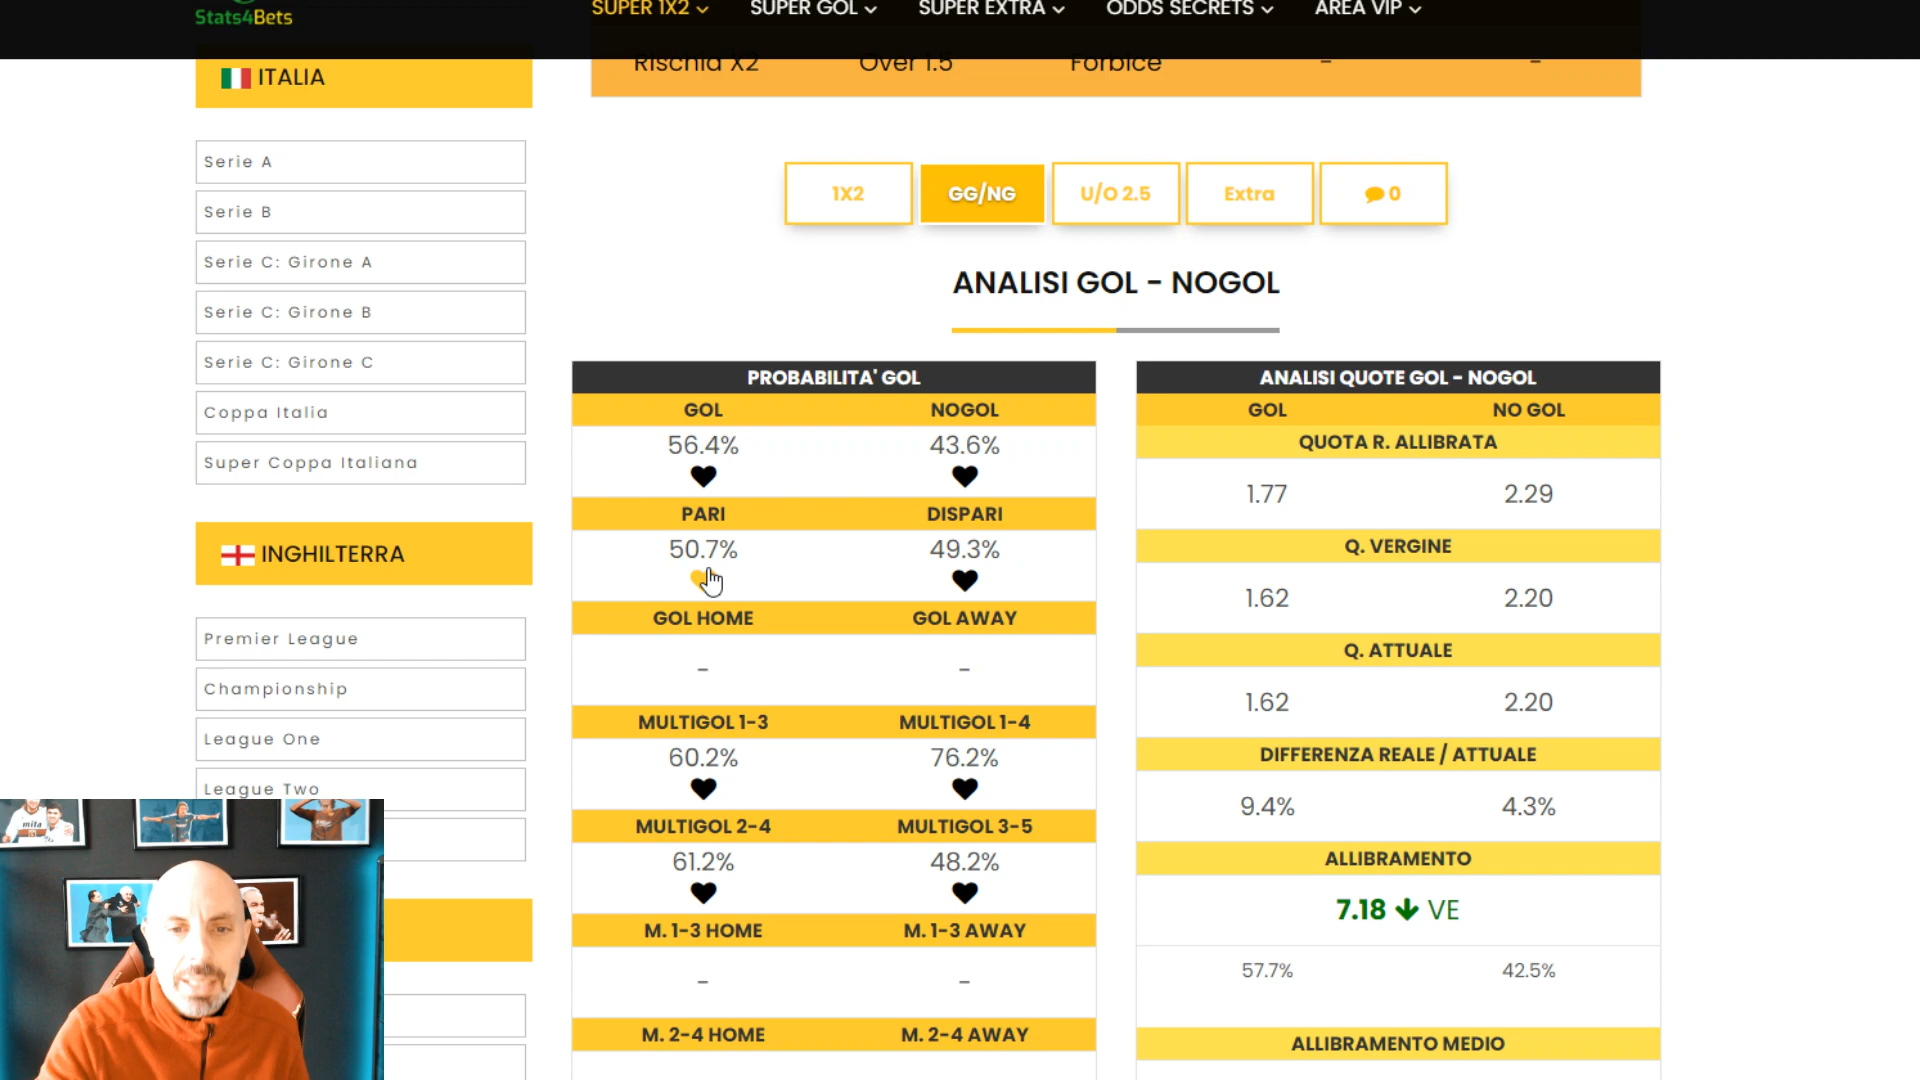 Stats4Bets
SUPER 1X2
SUPER GOL
SUPER EXTRA
ODDS SECRETS
AREA VIP
Rischia X2
Over 1.5
Forbice
-
-
ITALIA
Serie A
Serie B
Serie C: Girone A
Serie C: Girone B
Serie C: Girone C
Coppa Italia
Super Coppa Italiana
INGHILTERRA
Premier League
Championship
League One
League Two
mita
1X2
GG/NG
U/O 2.5
Extra
0
ANALISI GOL - NOGOL
PROBABILITA' GOL
GOL NOGOL
56.4% 43.6%
PARI DISPARI
50.7% 49.3%
GOL HOME GOL AWAY
- -
MULTIGOL 1-3 MULTIGOL 1-4
60.2% 76.2%
MULTIGOL 2-4 MULTIGOL 3-5
61.2% 48.2%
M. 1-3 HOME M. 1-3 AWAY
- -
M. 2-4 HOME M. 2-4 AWAY
ANALISI QUOTE GOL - NOGOL
GOL NO GOL
QUOTA R. ALLIBRATA
1.77 2.29
Q. VERGINE
1.62 2.20
Q. ATTUALE
1.62 2.20
DIFFERENZA REALE / ATTUALE
9.4% 4.3%
ALLIBRAMENTO
7.18 VE
57.7% 42.5%
ALLIBRAMENTO MEDIO